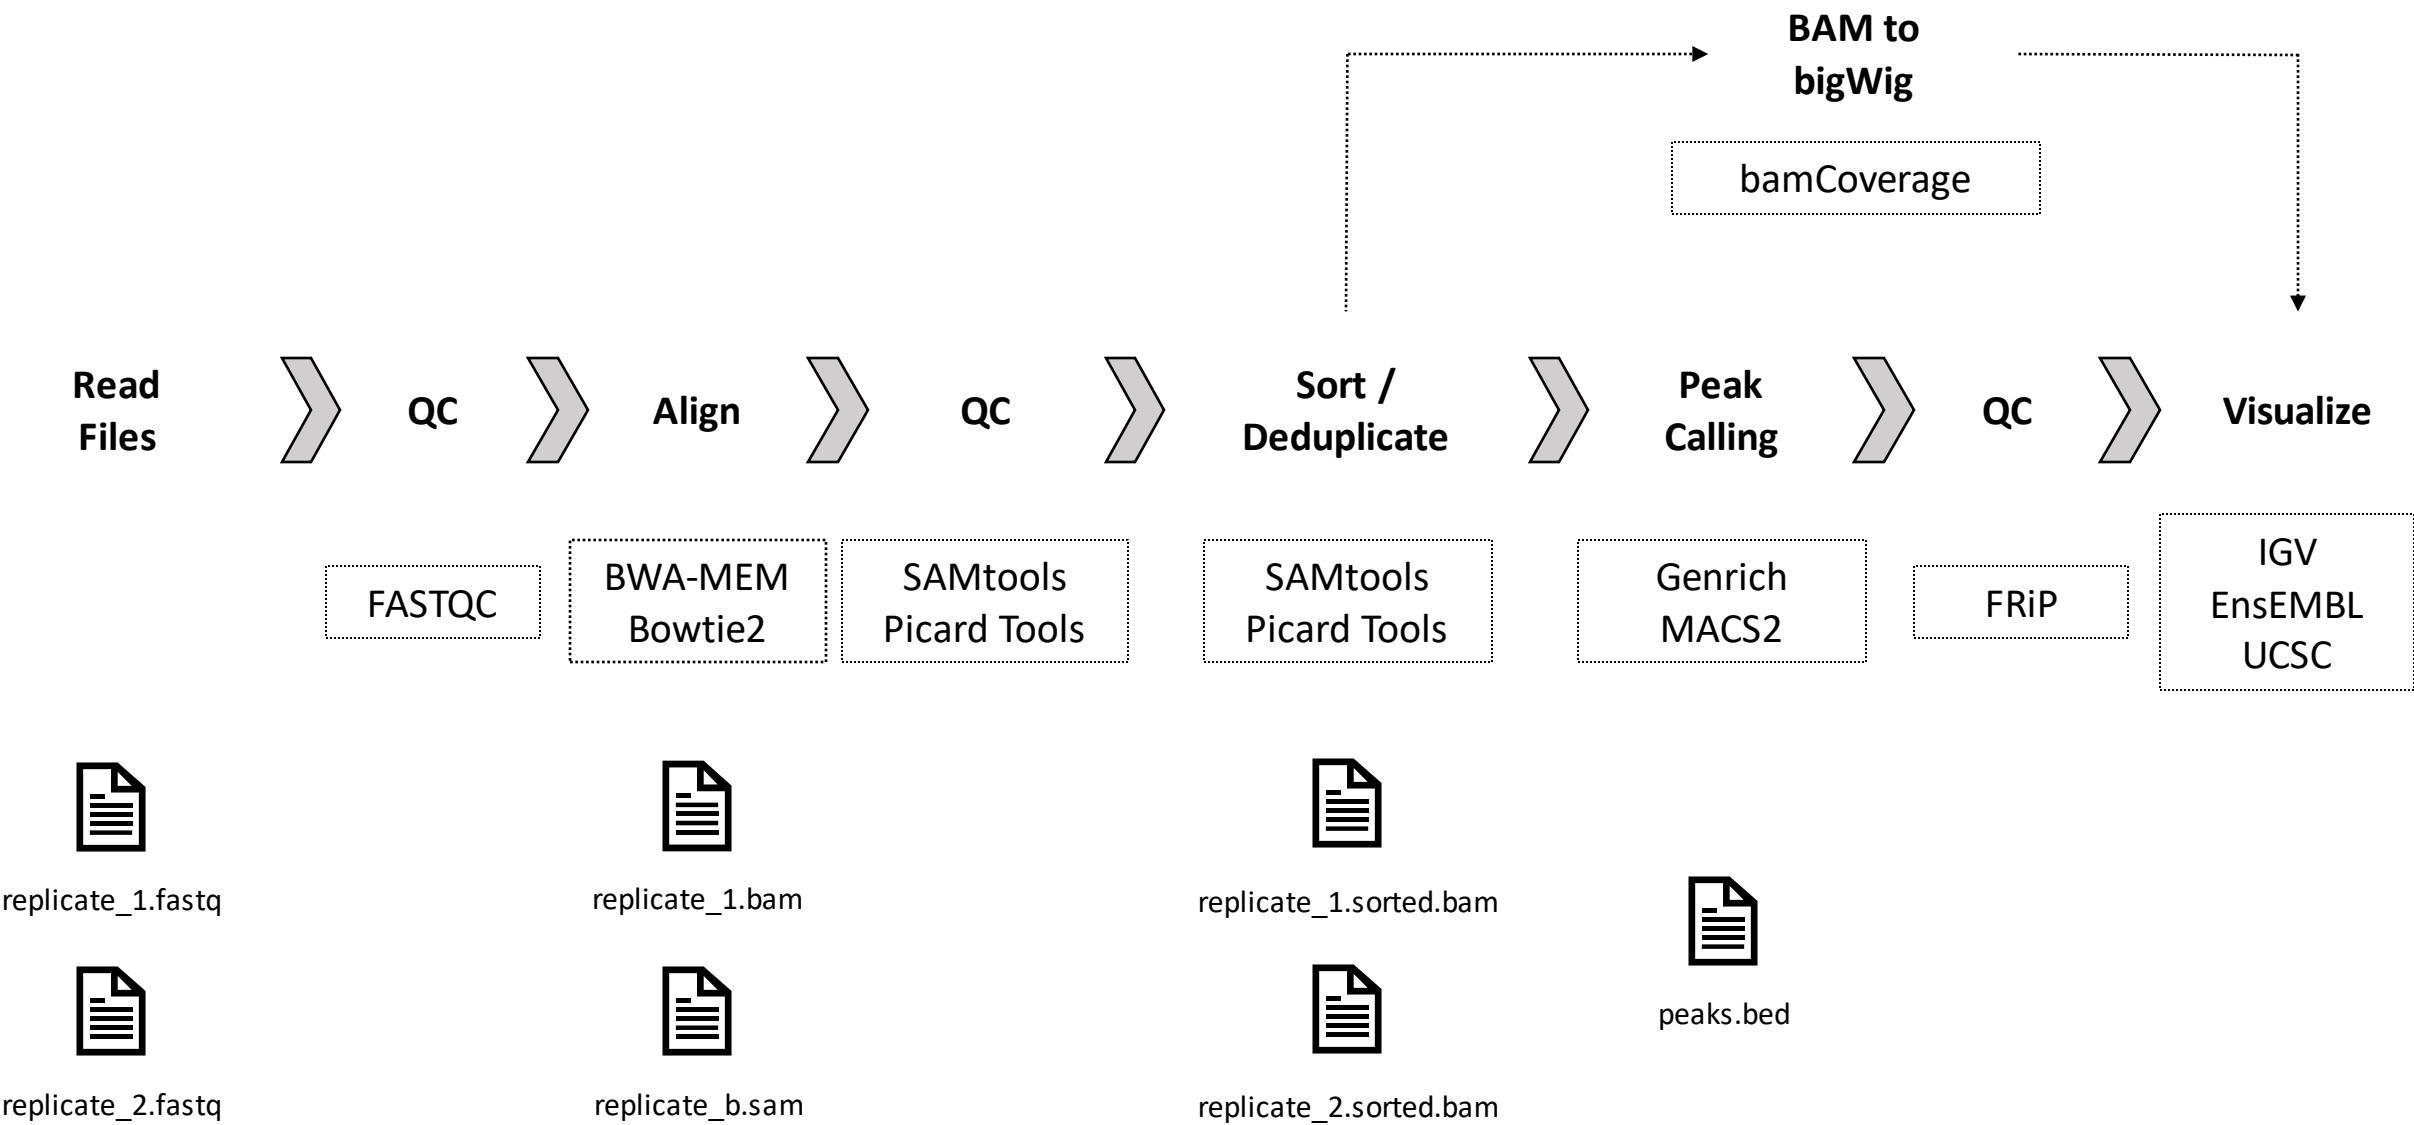 BAM to
bigWig
bamCoverage
Read
Files
QC
Align
QC
Sort /
Deduplicate
Peak
Calling
QC
Visualize
FASTQC
BWA-MEM
Bowtie2
SAMtools
Picard Tools
SAMtools
Picard Tools
Genrich
MACS2
FRiP
IGV
EnsEMBL
UCSC
replicate_1.fastq
replicate_1.bam
replicate_1.sorted.bam
peaks.bed
replicate_2.fastq
replicate_b.sam
replicate_2.sorted.bam